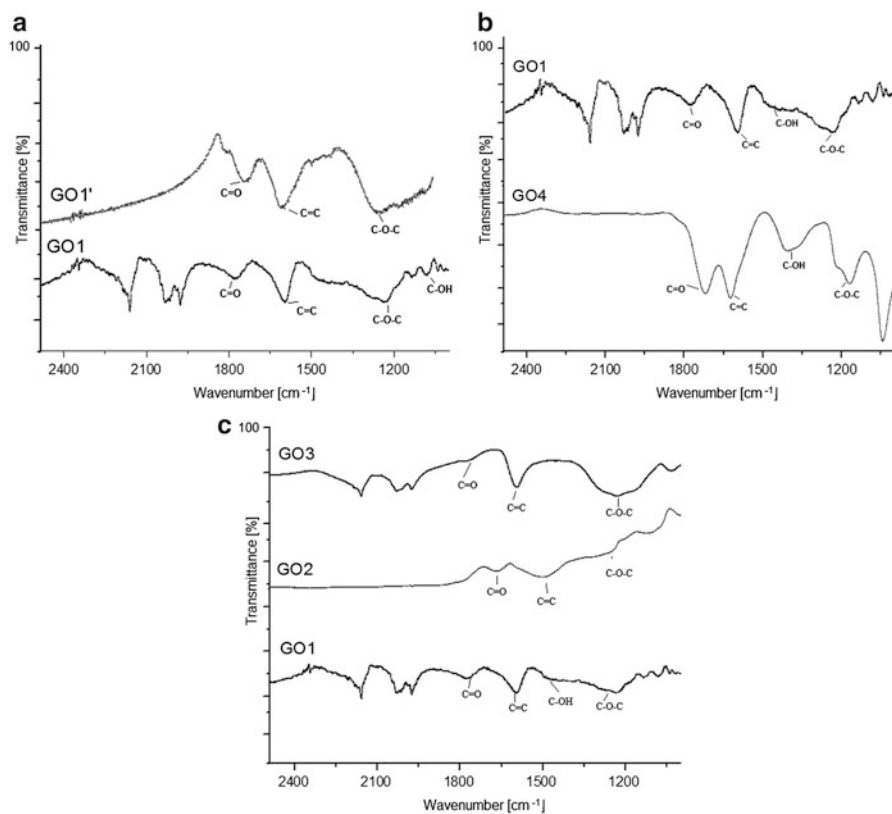 a
100
Transmittance [%]
GO1'
C=O
C=C
C-O-C
GO1
C=O
C=C
C-O-C
C-OH
2400 2100 1800 1500 1200
Wavenumber [cm⁻¹]
b
100
Transmittance [%]
GO1
C=O
C=C
C-OH
C-O-C
GO4
C=O
C=C
C-OH
C-O-C
2400 2100 1800 1500 1200
Wavenumber [cm⁻¹]
c
100
Transmittance [%]
GO3
C=O
C=C
C-O-C
GO2
C=O
C=C
C-O-C
GO1
C=O
C=C
C-OH
C-O-C
2400 2100 1800 1500 1200
Wavenumber [cm⁻¹]